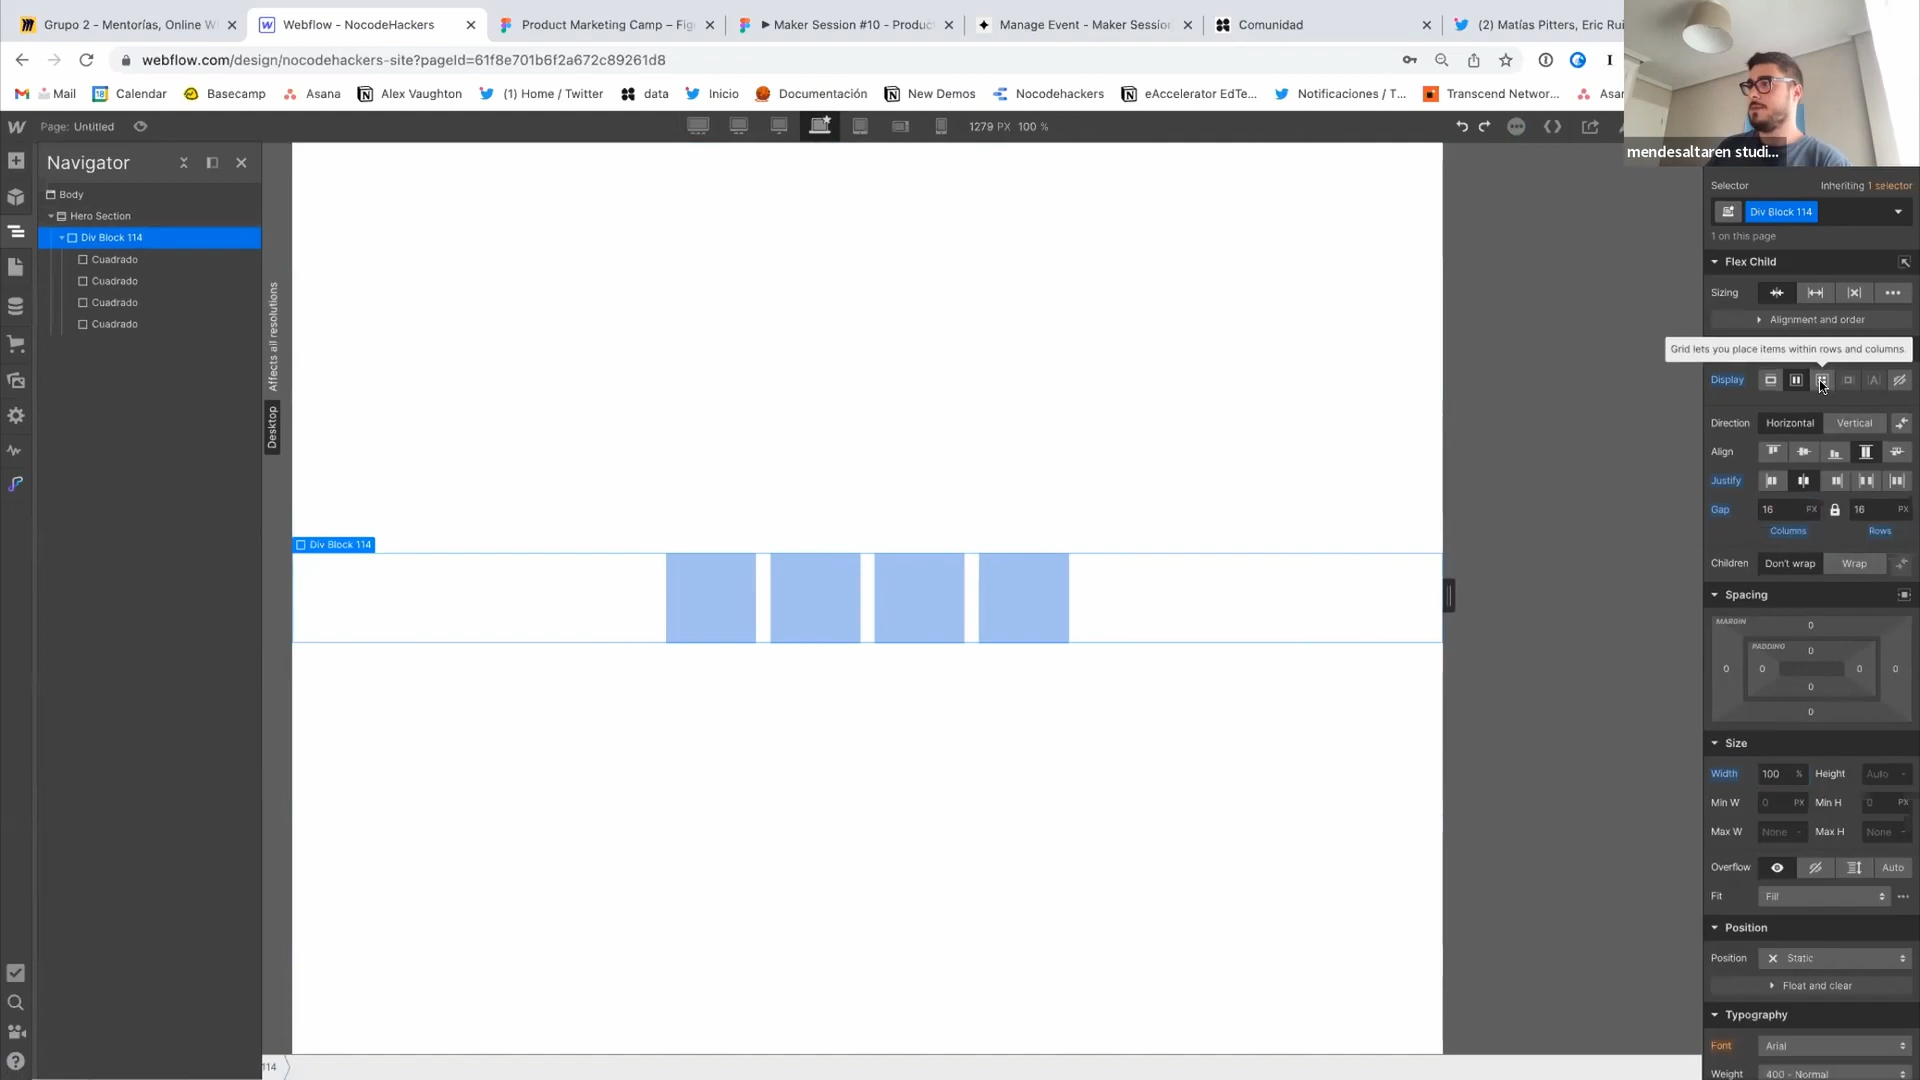 Grupo 2 - Mentorías, Online W
Webflow - NocodeHackers
Product Marketing Camp – Fig
▶ Maker Session #10 - Produc
Manage Event - Maker Session
Comunidad
(2) Matías Pitters, Eric Rui
webflow.com/design/nocodehackers-site?pageId=61f8e701b6f2a672c89261d8
Mail
Calendar
Basecamp
Asana
Alex Vaughton
(1) Home / Twitter
data
Inicio
Documentación
New Demos
Nocodehackers
eAccelerator EdTe...
Notificaciones / T...
Transcend Networ...
Asan
mendesaltaren studi...
Page: Untitled
1279 PX 100 %
Navigator
Body
Hero Section
Div Block 114
Cuadrado
Cuadrado
Cuadrado
Cuadrado
Affects all resolutions
Desktop
Div Block 114
114
Selector
Inheriting 1 selector
Div Block 114
1 on this page
Flex Child
Sizing
Alignment and order
Grid lets you place items within rows and columns.
Display
Direction Horizontal Vertical
Align
Justify
Gap 16 PX 16 PX
Columns Rows
Children Don't wrap Wrap
Spacing
MARGIN
0
PADDING
0
0 0 0 0
0
0
Size
Width 100 % Height Auto -
Min W 0 PX Min H 0 PX
Max W None - Max H None -
Overflow Auto
Fit Fill
Position
Position Static
Float and clear
Typography
Font Arial
Weight 400 - Normal